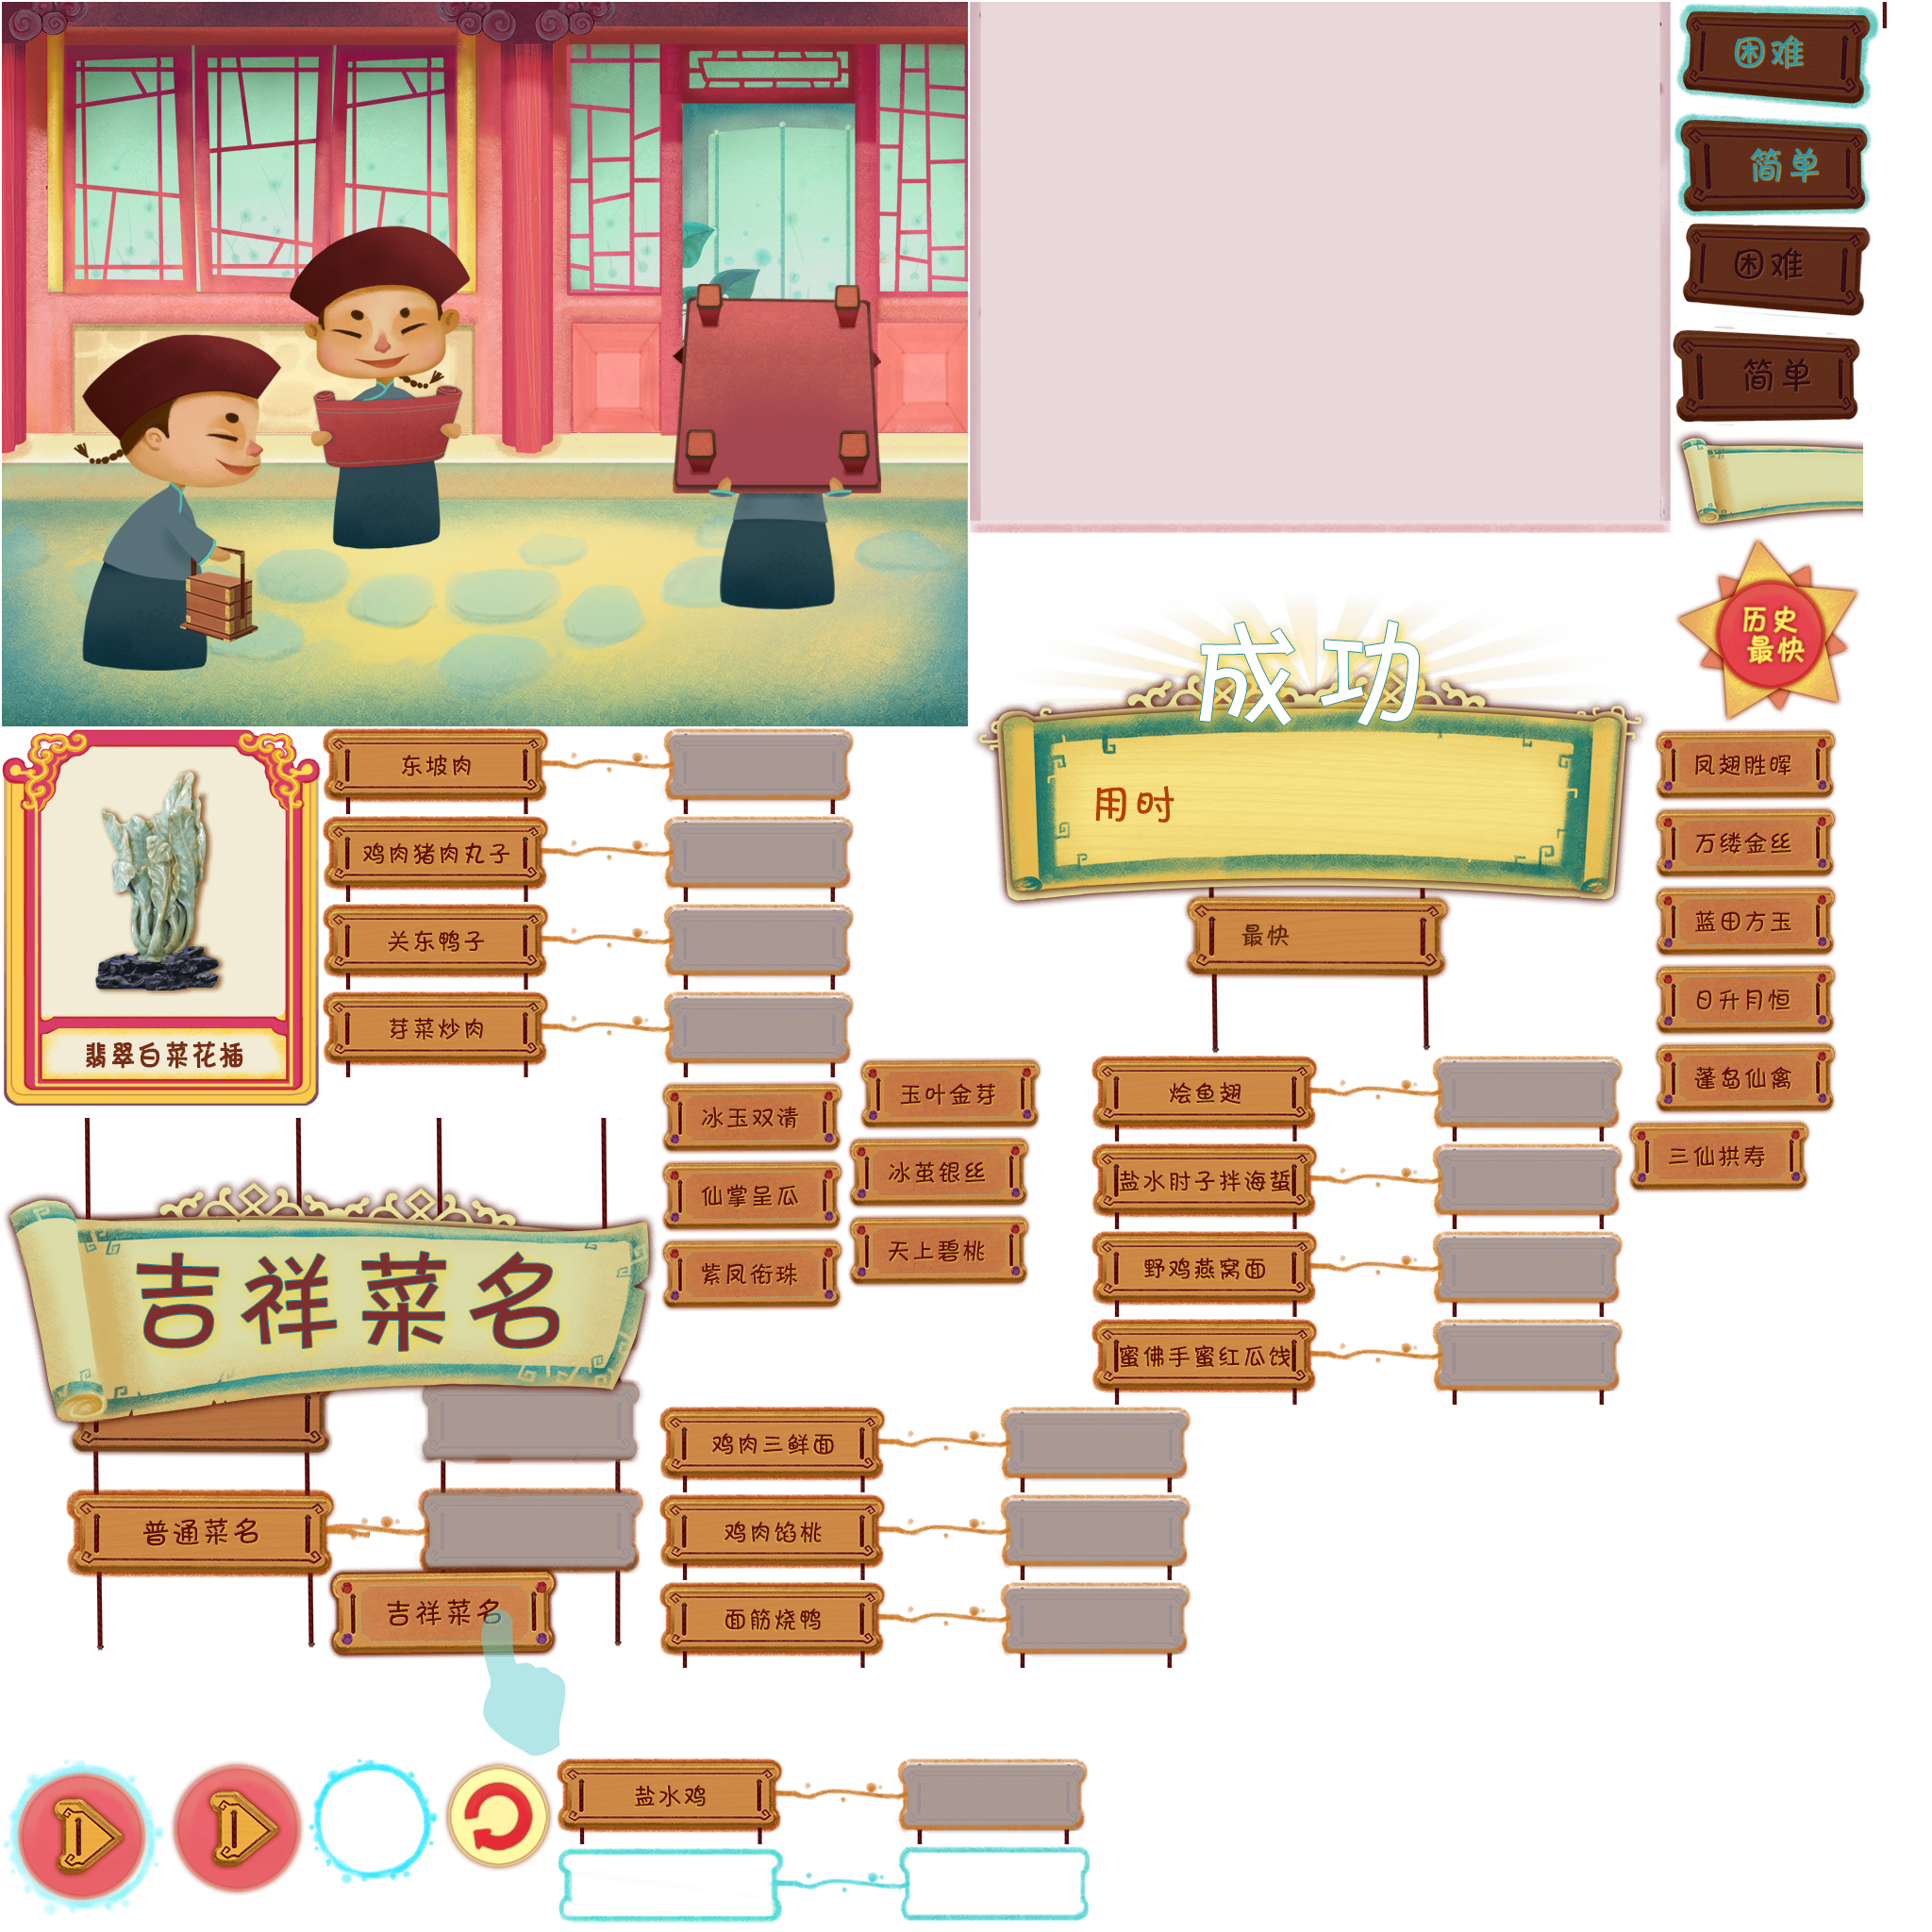 困难
简单
困难
简单
历史
最快
成功
用时
最快
东坡肉
鸡肉猪肉丸子
关东鸭子
芽菜炒肉
翡翠白菜花插
凤翅胜晖
万缕金丝
蓝田方玉
日升月恒
蓬岛仙禽
三仙拱寿
玉叶金芽
冰玉双清
冰茧银丝
仙掌呈瓜
天上碧桃
紫凤衔珠
烩鱼翅
盐水肘子拌海蜇
野鸡燕窝面
蜜佛手蜜红瓜饯
吉祥菜名
普通菜名
吉祥菜名
鸡肉三鲜面
鸡肉馅桃
面筋烧鸭
盐水鸡